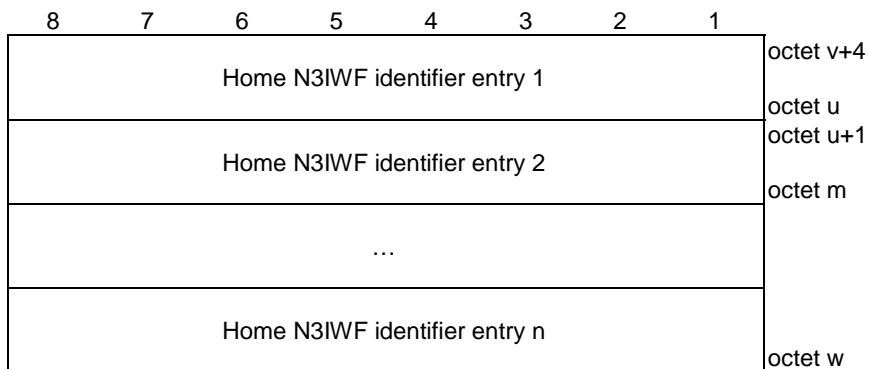 8 7 6 5 4 3 2 1
octet v+4
Home N3IWF identifier entry 1
octet u
octet u+1
Home N3IWF identifier entry 2
octet m
…
Home N3IWF identifier entry n
octet w